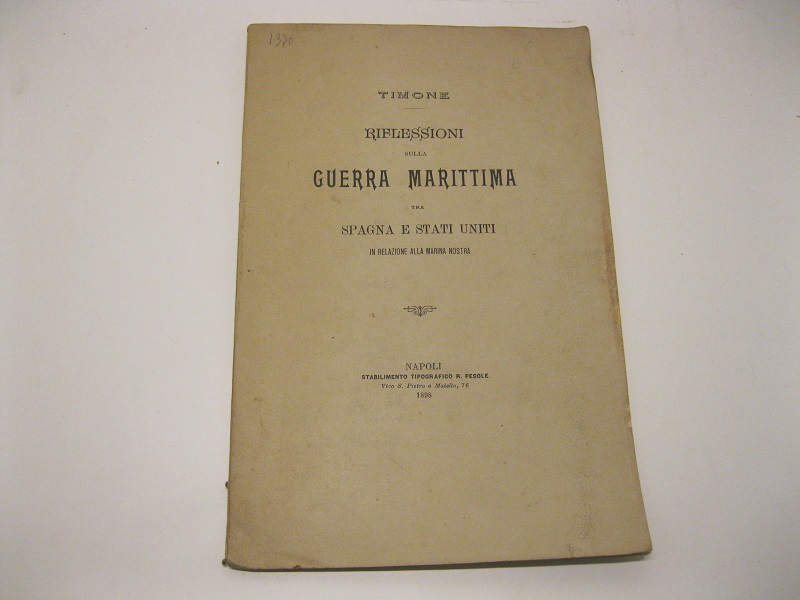 1330
TIMONE
RIFLESSIONI
SULLA
GUERRA MARITTIMA
TRA
SPAGNA E STATI UNITI
IN RELAZIONE ALLA MARINA NOSTRA
NAPOLI
STABILIMENTO TIPOGRAFICO R. PESOLE
Vico S. Pietro a Maiella, 76
1898